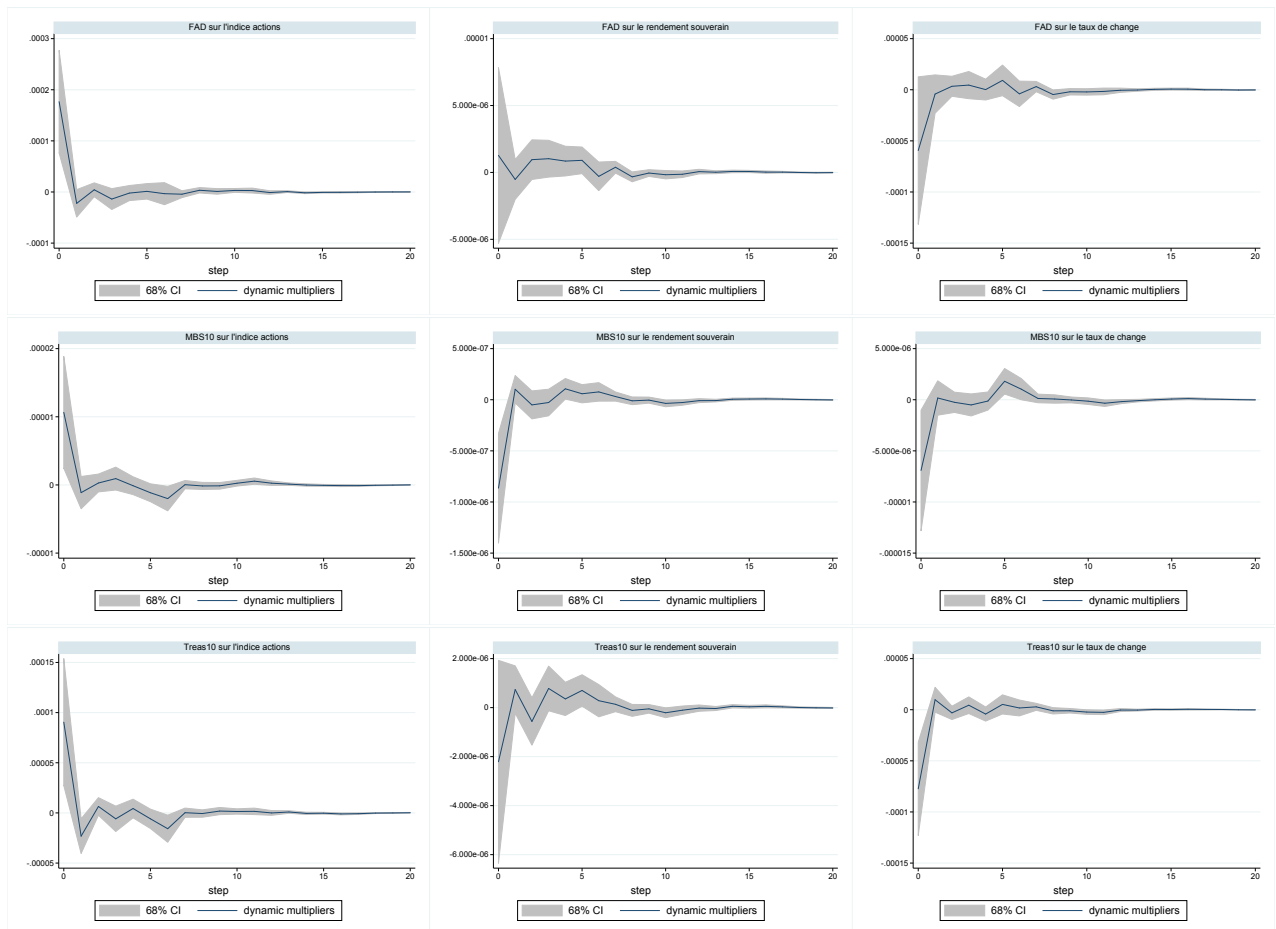 FAD sur l'indice actions
.0003
.0002
.0001
0
-.0001
0 5 10 15 20
step
68% CI dynamic multipliers
FAD sur le rendement souverain
.00001
5.000e-06
0
-5.000e-06
0 5 10 15 20
step
68% CI dynamic multipliers
FAD sur le taux de change
.00005
0
-.00005
-.0001
-.00015
0 5 10 15 20
step
68% CI dynamic multipliers
MBS10 sur l'indice actions
.00002
.00001
0
-.00001
0 5 10 15 20
step
68% CI dynamic multipliers
MBS10 sur le rendement souverain
5.000e-07
0
-5.000e-07
-1.000e-06
-1.500e-06
0 5 10 15 20
step
68% CI dynamic multipliers
MBS10 sur le taux de change
5.000e-06
0
-5.000e-06
-.00001
-.000015
0 5 10 15 20
step
68% CI dynamic multipliers
Treas10 sur l'indice actions
.00015
.0001
.00005
0
-.00005
0 5 10 15 20
step
68% CI dynamic multipliers
Treas10 sur le rendement souverain
2.000e-06
0
-2.000e-06
-4.000e-06
-6.000e-06
0 5 10 15 20
step
68% CI dynamic multipliers
Treas10 sur le taux de change
.00005
0
-.00005
-.0001
-.00015
0 5 10 15 20
step
68% CI dynamic multipliers